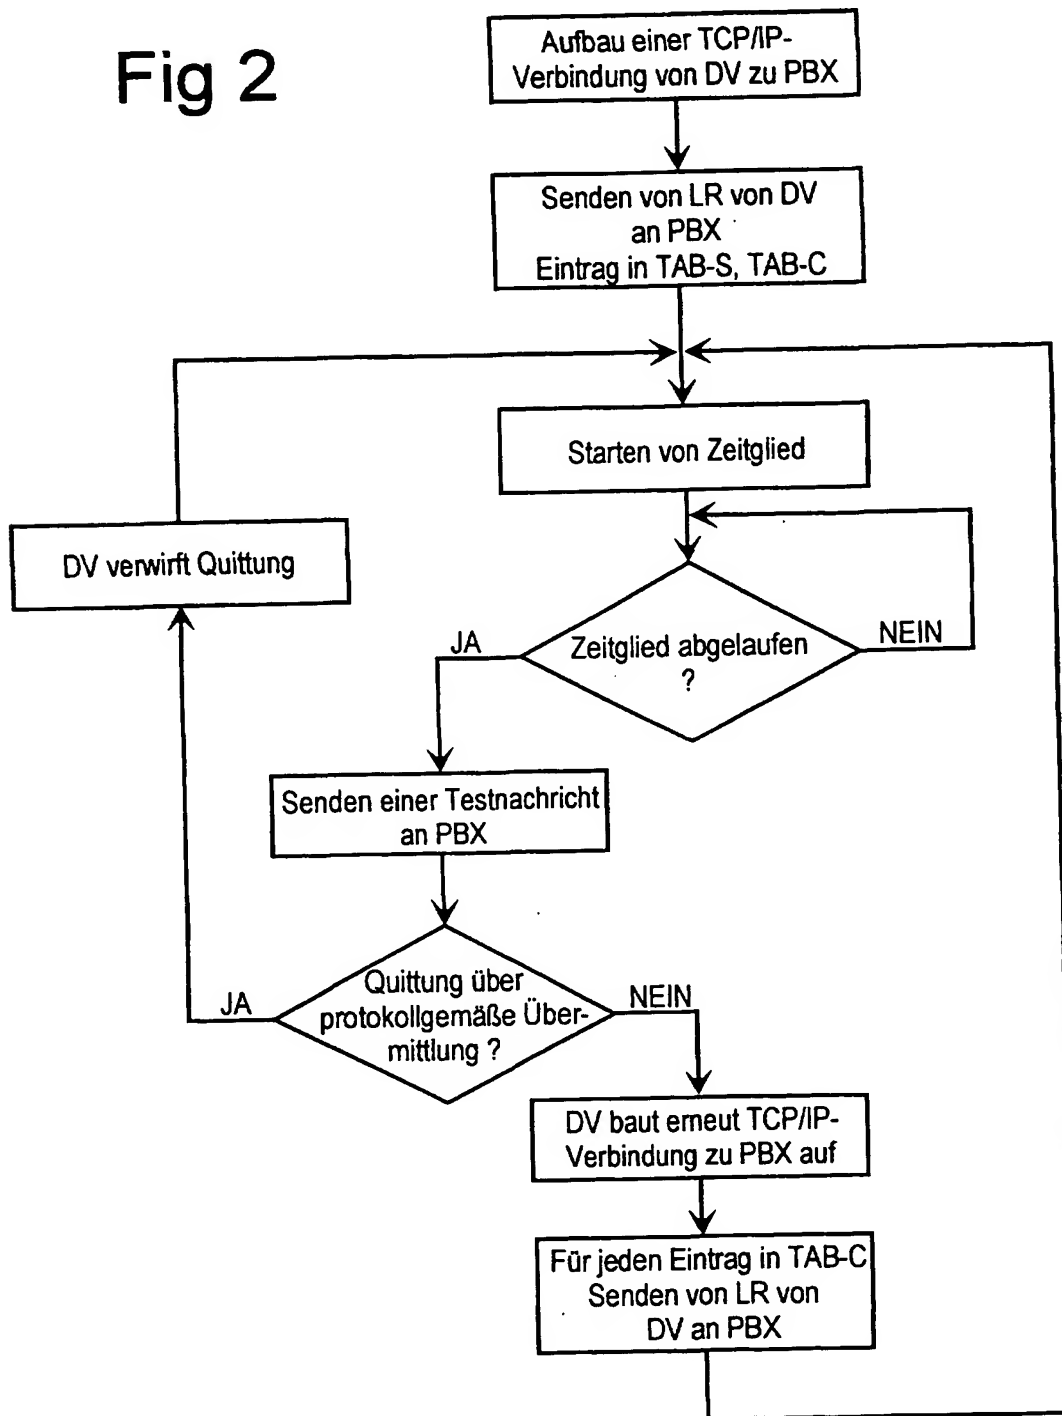 Fig 2
Aufbau einer TCP/IP-
Verbindung von DV zu PBX
Senden von LR von DV
an PBX
Eintrag in TAB-S, TAB-C
Starten von Zeitglied
DV verwirft Quittung
Zeitglied abgelaufen
?
JA
NEIN
Senden einer Testnachricht
an PBX
Quittung über
protokollgemäße Über-
mittlung ?
JA
NEIN
DV baut erneut TCP/IP-
Verbindung zu PBX auf
Für jeden Eintrag in TAB-C
Senden von LR von
DV an PBX